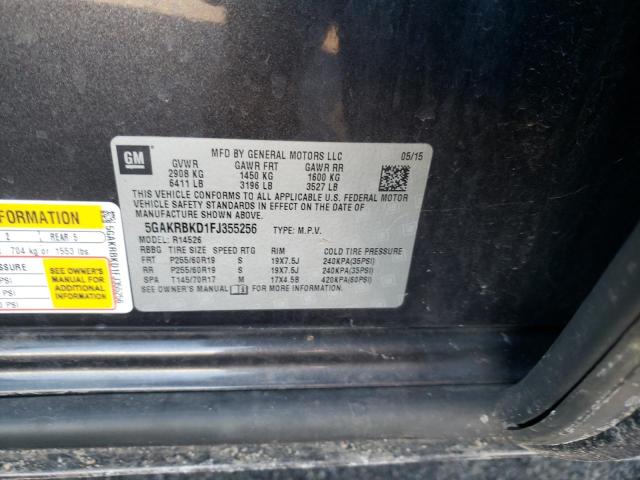 GM
MFD BY GENERAL MOTORS LLC 05/15
GVWR GAWR FRT GAWR RR
2908 KG 1450 KG 1600 KG
6411 LB 3196 LB 3527 LB
THIS VEHICLE CONFORMS TO ALL APPLICABLE U.S. FEDERAL MOTOR
VEHICLE SAFETY STANDARDS IN EFFECT ON THE DATE OF
MANUFACTURE SHOWN ABOVE.
5GAKRBKD1FJ355256 TYPE: M.P.V.
MODEL: R14526
RBBG TIRE SIZE SPEED RTG RIM COLD TIRE PRESSURE
FRT P255/60R19 S 19X7.5J 240KPA(35PSI)
RR P255/60R19 S 19X7.5J 240KPA(35PSI)
SPA T145/70R17 M 17X4.5B 420KPA(60PSI)
SEE OWNER'S MANUAL FOR MORE INFORMATION.
INFORMATION
2 REAR 5
704 kg or 1553 lbs.
SEE OWNER'S
MANUAL FOR
ADDITIONAL
INFORMATION
5GAKRBKD1FJ355256